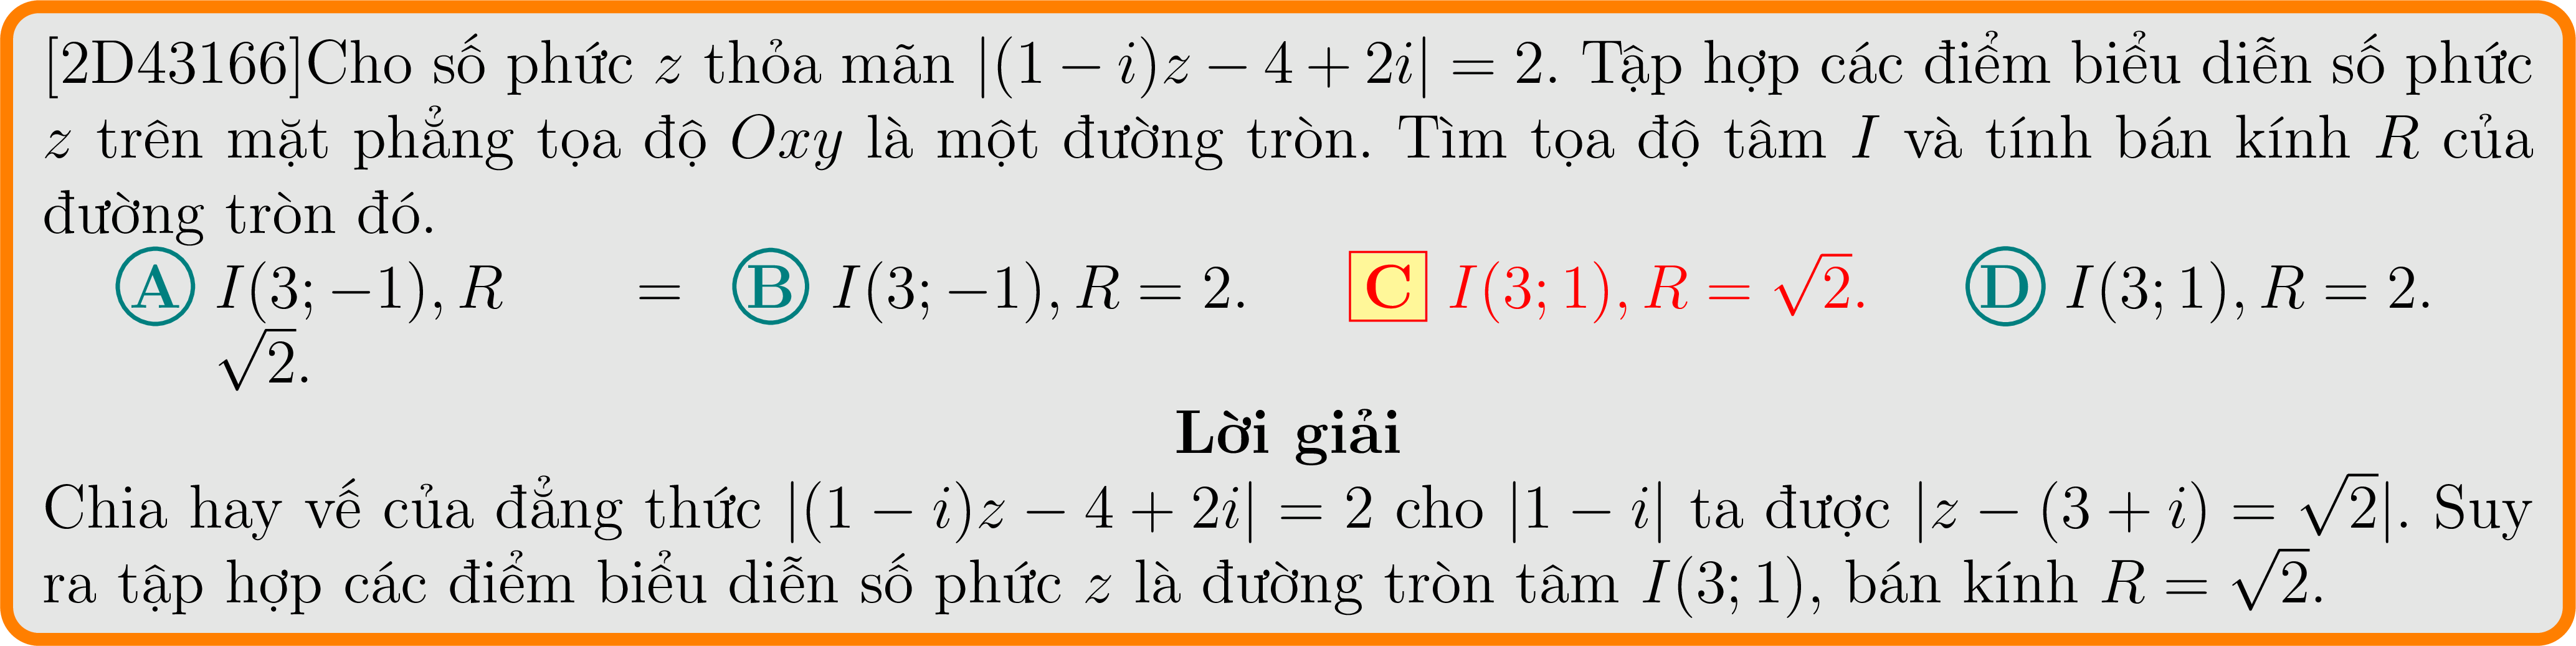 [2D43166]Cho số phức z thỏa mãn |(1 − i)z − 4 + 2i| = 2. Tập hợp các điểm biểu diễn số phức
z trên mặt phẳng tọa độ Oxy là một đường tròn. Tìm tọa độ tâm I và tính bán kính R của
đường tròn đó.
A I(3; −1), R = B I(3; −1), R = 2. C I(3; 1), R = √2. D I(3; 1), R = 2.
√2.
Lời giải
Chia hay vế của đẳng thức |(1 − i)z − 4 + 2i| = 2 cho |1 − i| ta được |z − (3 + i) = √2|. Suy
ra tập hợp các điểm biểu diễn số phức z là đường tròn tâm I(3; 1), bán kính R = √2.